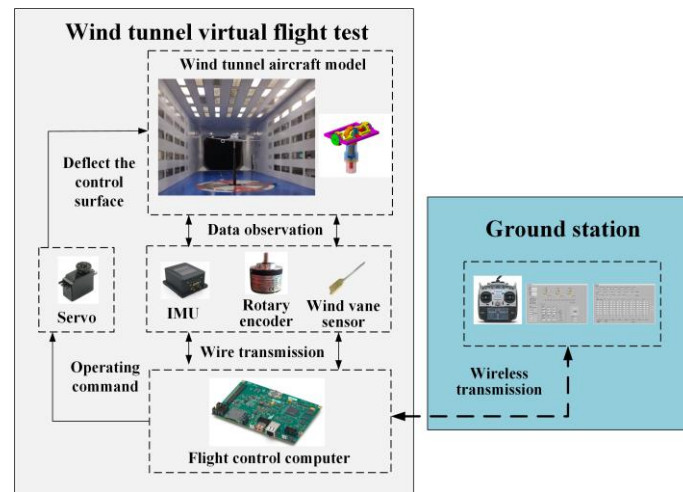 Wind tunnel virtual flight test
Wind tunnel aircraft model
Deflect the
control
surface
Data observation
Servo
IMU
Rotary
encoder
Wind vane
sensor
Operating
command
Wire transmission
Flight control computer
Ground station
Wireless
transmission